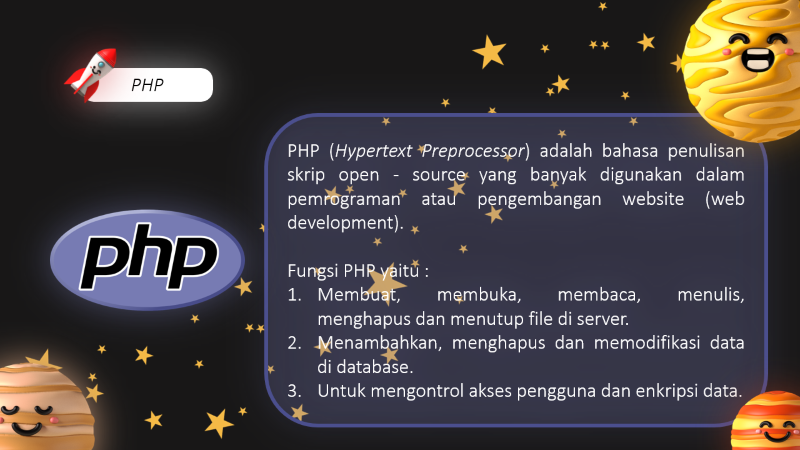 PHP
PHP (Hypertext Preprocessor) adalah bahasa penulisan
skrip open - source yang banyak digunakan dalam
pemrograman atau pengembangan website (web
development).
php
Fungsi PHP yaitu :
1. Membuat, membuka, membaca, menulis,
menghapus dan menutup file di server.
2. Menambahkan, menghapus dan memodifikasi data
di database.
3. Untuk mengontrol akses pengguna dan enkripsi data.